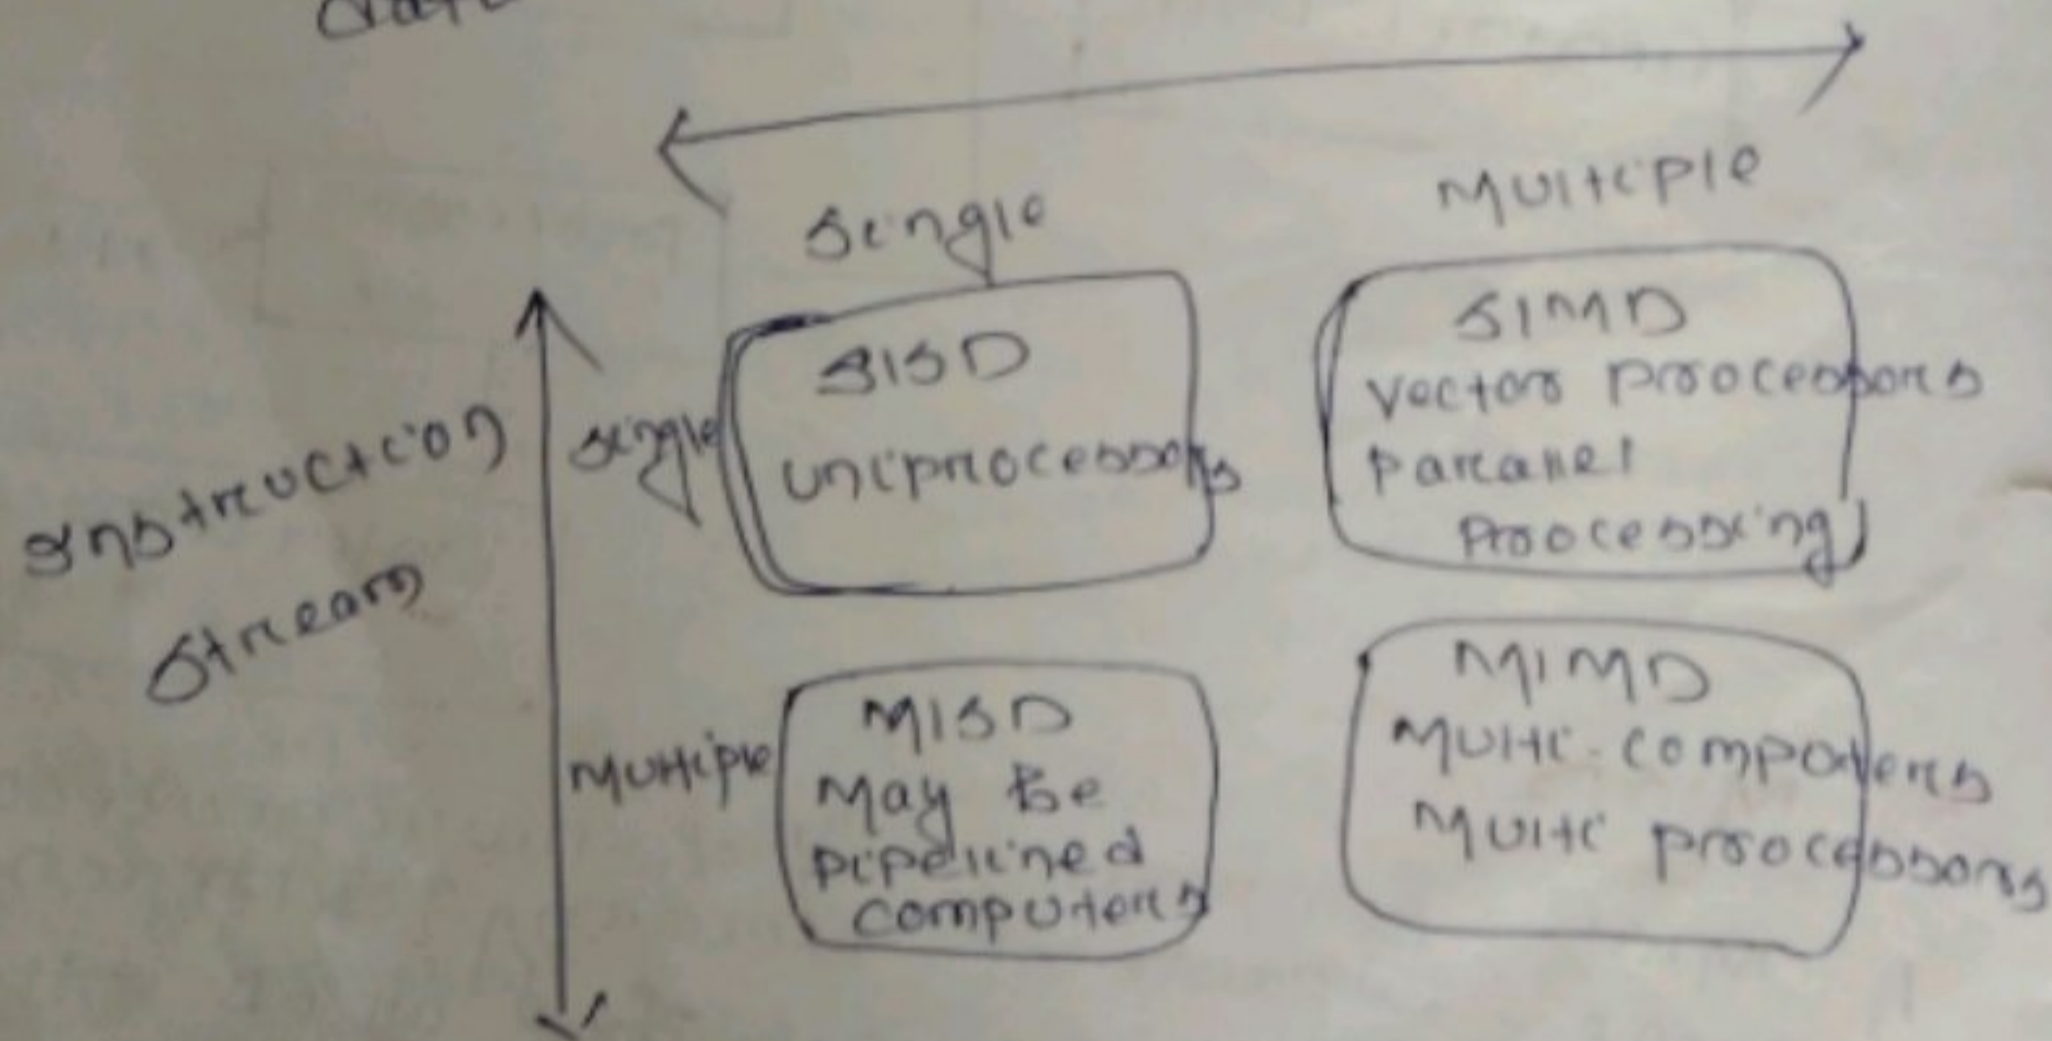 Single
Multiple
SISD
Uniprocessors
SIMD
Vector processors
Parallel
Processing
Instruction
Stream
Single
Multiple
MISD
May Be
pipelined
computers
MIMD
Multi-computers
Multi processors